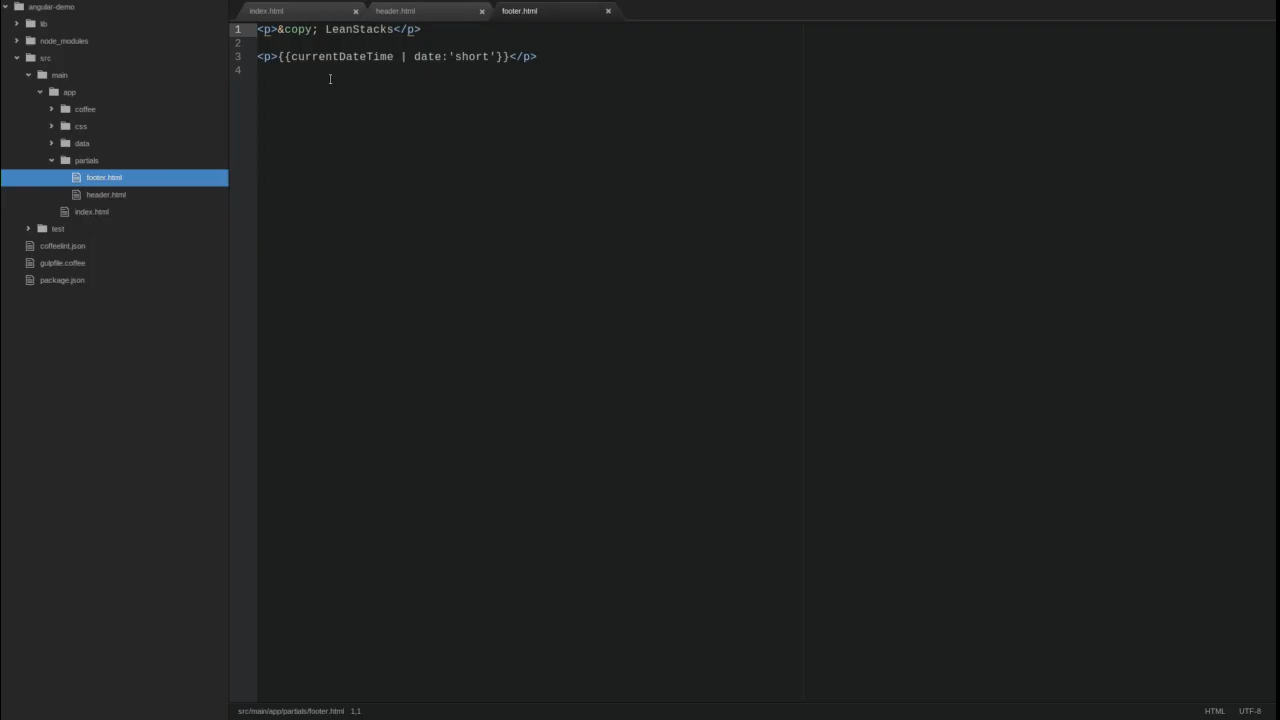 angular-demo
lib
node_modules
src
main
app
coffee
css
data
partials
footer.html
header.html
index.html
test
coffeelint.json
gulpfile.coffee
package.json
index.html
header.html
footer.html
1 <p>&copy; LeanStacks</p>
2
3 <p>{{currentDateTime | date:'short'}}</p>
4
src/main/app/partials/footer.html 1,1
HTML UTF-8